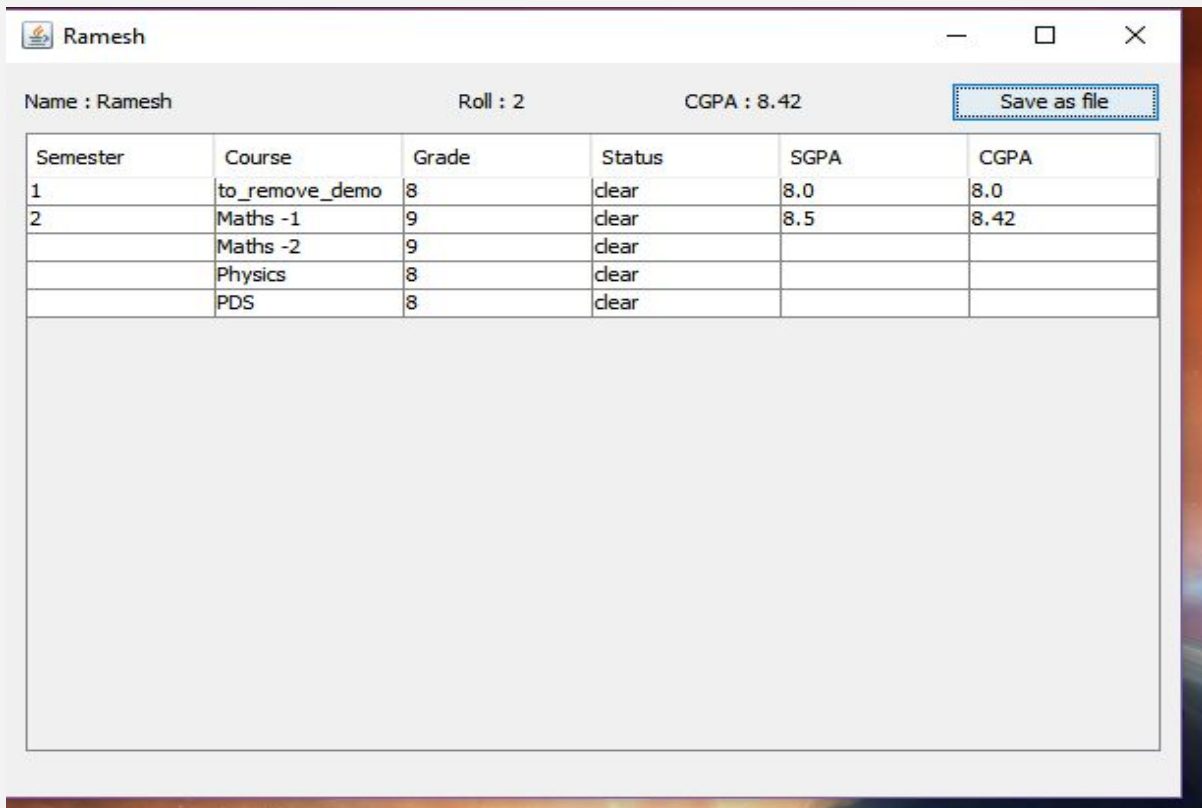 Ramesh
Name : Ramesh Roll : 2 CGPA : 8.42 Save as file
Semester Course Grade Status SGPA CGPA
1 to_remove_demo 8 clear 8.0 8.0
2 Maths -1 9 clear 8.5 8.42
Maths -2 9 clear
Physics 8 clear
PDS 8 clear